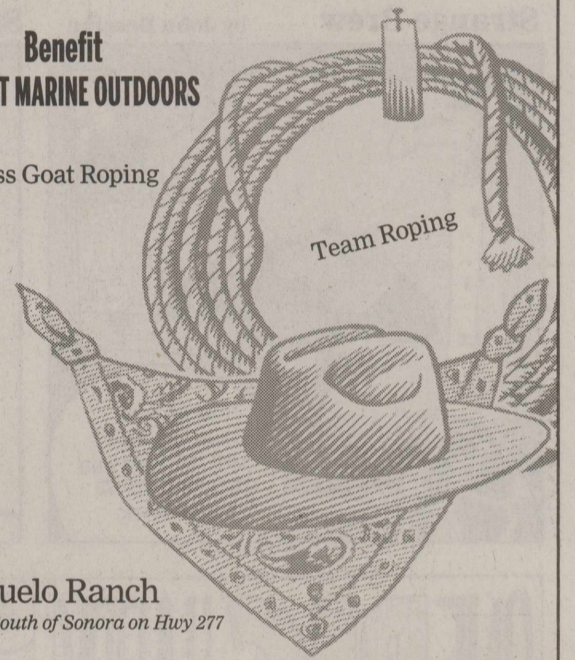 Benefit
T MARINE OUTDOORS
ss Goat Roping
Team Roping
uelo Ranch
outh of Sonora on Hwy 277